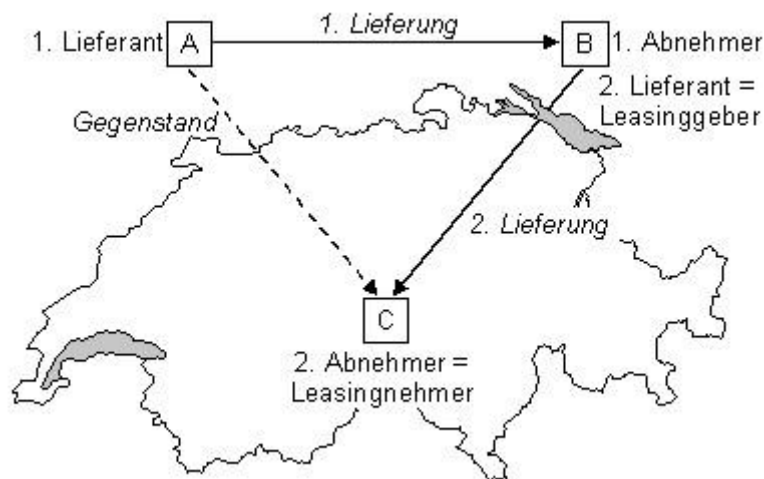 1. Lieferant
A
1. Lieferung
B
1. Abnehmer
2. Lieferant =
Leasinggeber
Gegenstand
2. Lieferung
C
2. Abnehmer =
Leasingnehmer